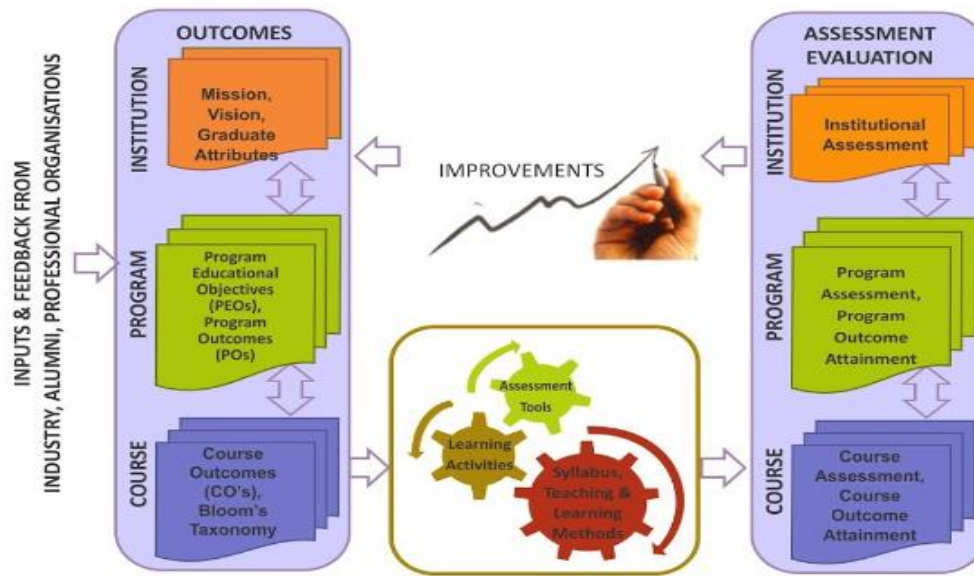 INPUTS & FEEDBACK FROM
INDUSTRY, ALUMNI, PROFESSIONAL ORGANISATIONS
OUTCOMES
INSTITUTION
Mission,
Vision,
Graduate
Attributes
PROGRAM
Program
Educational
Objectives
(PEOs),
Program
Outcomes
(POs)
COURSE
Course
Outcomes
(CO's),
Bloom's
Taxonomy
IMPROVEMENTS
Assessment
Tools
Learning
Activities
Syllabus,
Teaching &
Learning
Methods
ASSESSMENT
EVALUATION
INSTITUTION
Institutional
Assessment
PROGRAM
Program
Assessment,
Program
Outcome
Attainment
COURSE
Course
Assessment,
Course
Outcome
Attainment